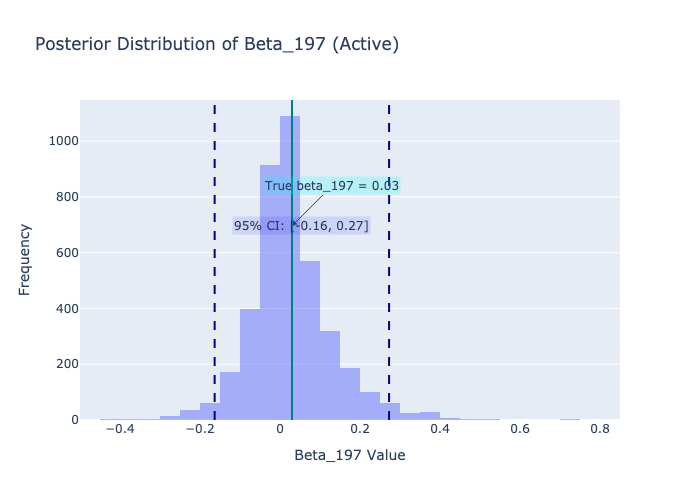 Posterior Distribution of Beta_197 (Active)
1000
800
600
400
200
0
Frequency
True beta_197 = 0.03
95% CI: [-0.16, 0.27]
−0.4
−0.2
0
0.2
0.4
0.6
0.8
Beta_197 Value